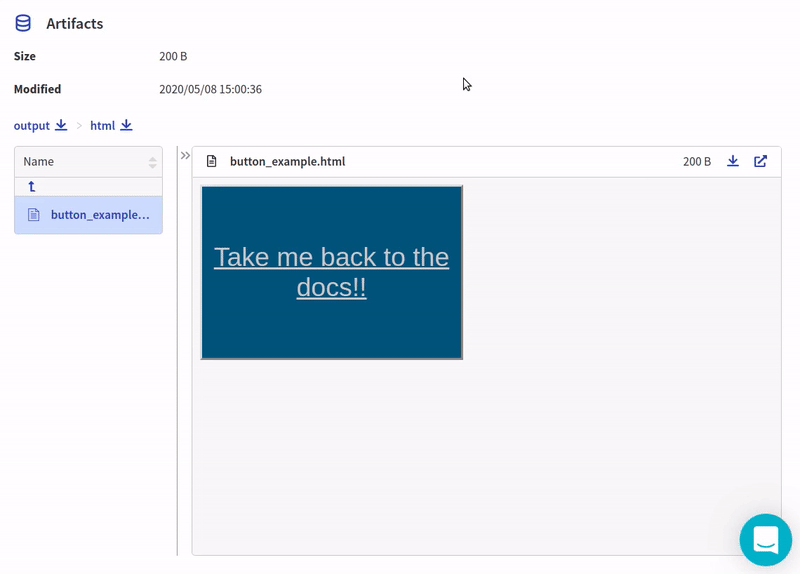 Artifacts
Size 200 B
Modified 2020/05/08 15:00:36
output > html
Name
button_example...
button_example.html 200 B
Take me back to the
docs!!